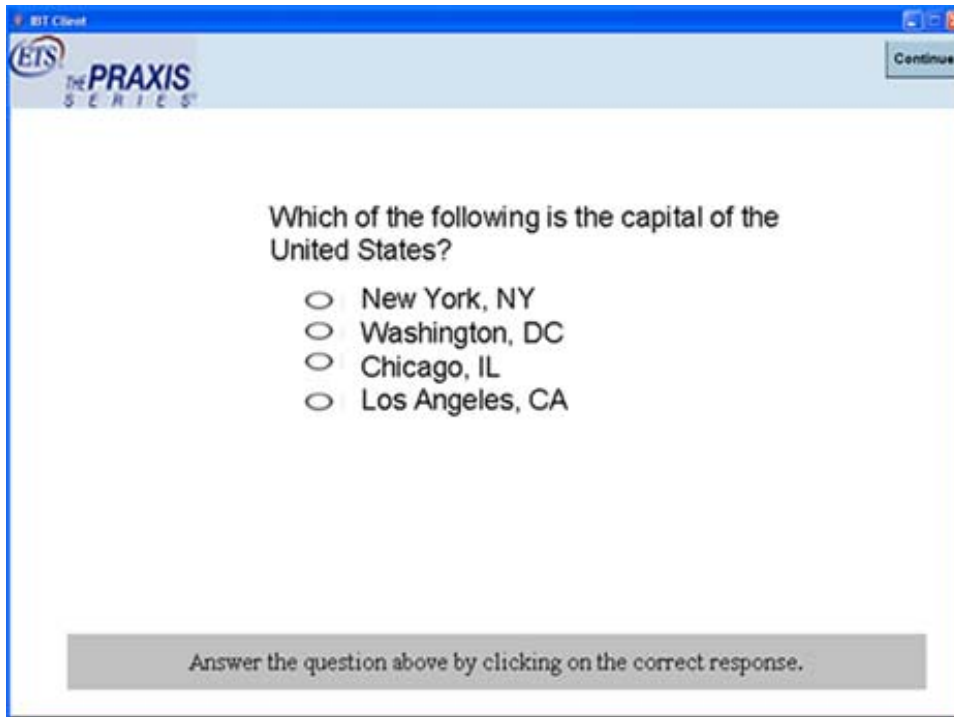 IBT Client
ETS
THE PRAXIS
SERIES
Continue
Which of the following is the capital of the
United States?
New York, NY
Washington, DC
Chicago, IL
Los Angeles, CA
Answer the question above by clicking on the correct response.